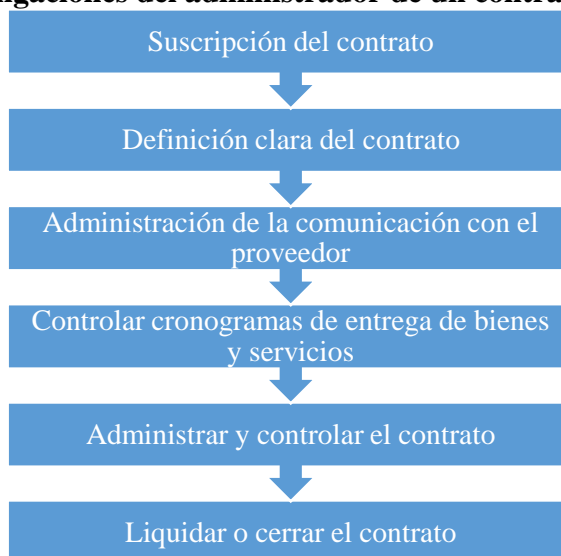 del administrador de un
Suscripción del contrato
Definición clara del contrato
Administración de la comunicación con el
proveedor
Controlar cronogramas de entrega de bienes
y servicios
Administrar y controlar el contrato
Liquidar o cerrar el contrato